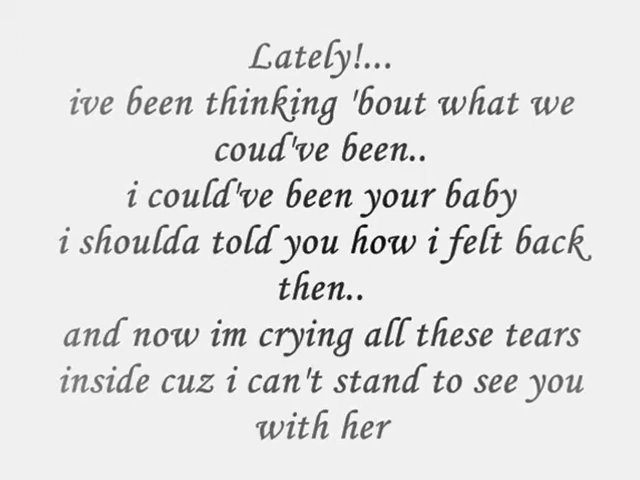 Lately!...
ive been thinking 'bout what we
coud've been..
i could've been your baby
i shoulda told you how i felt back
then..
and now im crying all these tears
inside cuz i can't stand to see you
with her